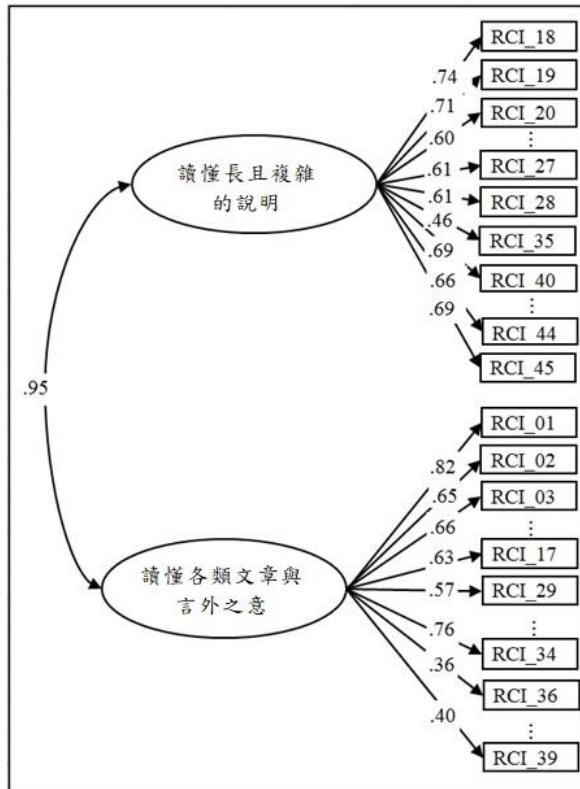 RCI_18
.74
RCI_19
.71
RCI_20
.60
⋮
RCI_27
.61
RCI_28
.61
RCI_35
.46
RCI_40
.69
⋮
.66
RCI_44
.69
RCI_45
讀懂長且複雜
的說明
.95
RCI_01
.82
RCI_02
.65
RCI_03
.66
⋮
RCI_17
.63
RCI_29
.57
⋮
RCI_34
.76
RCI_36
.36
⋮
.40
RCI_39
讀懂各類文章與
言外之意